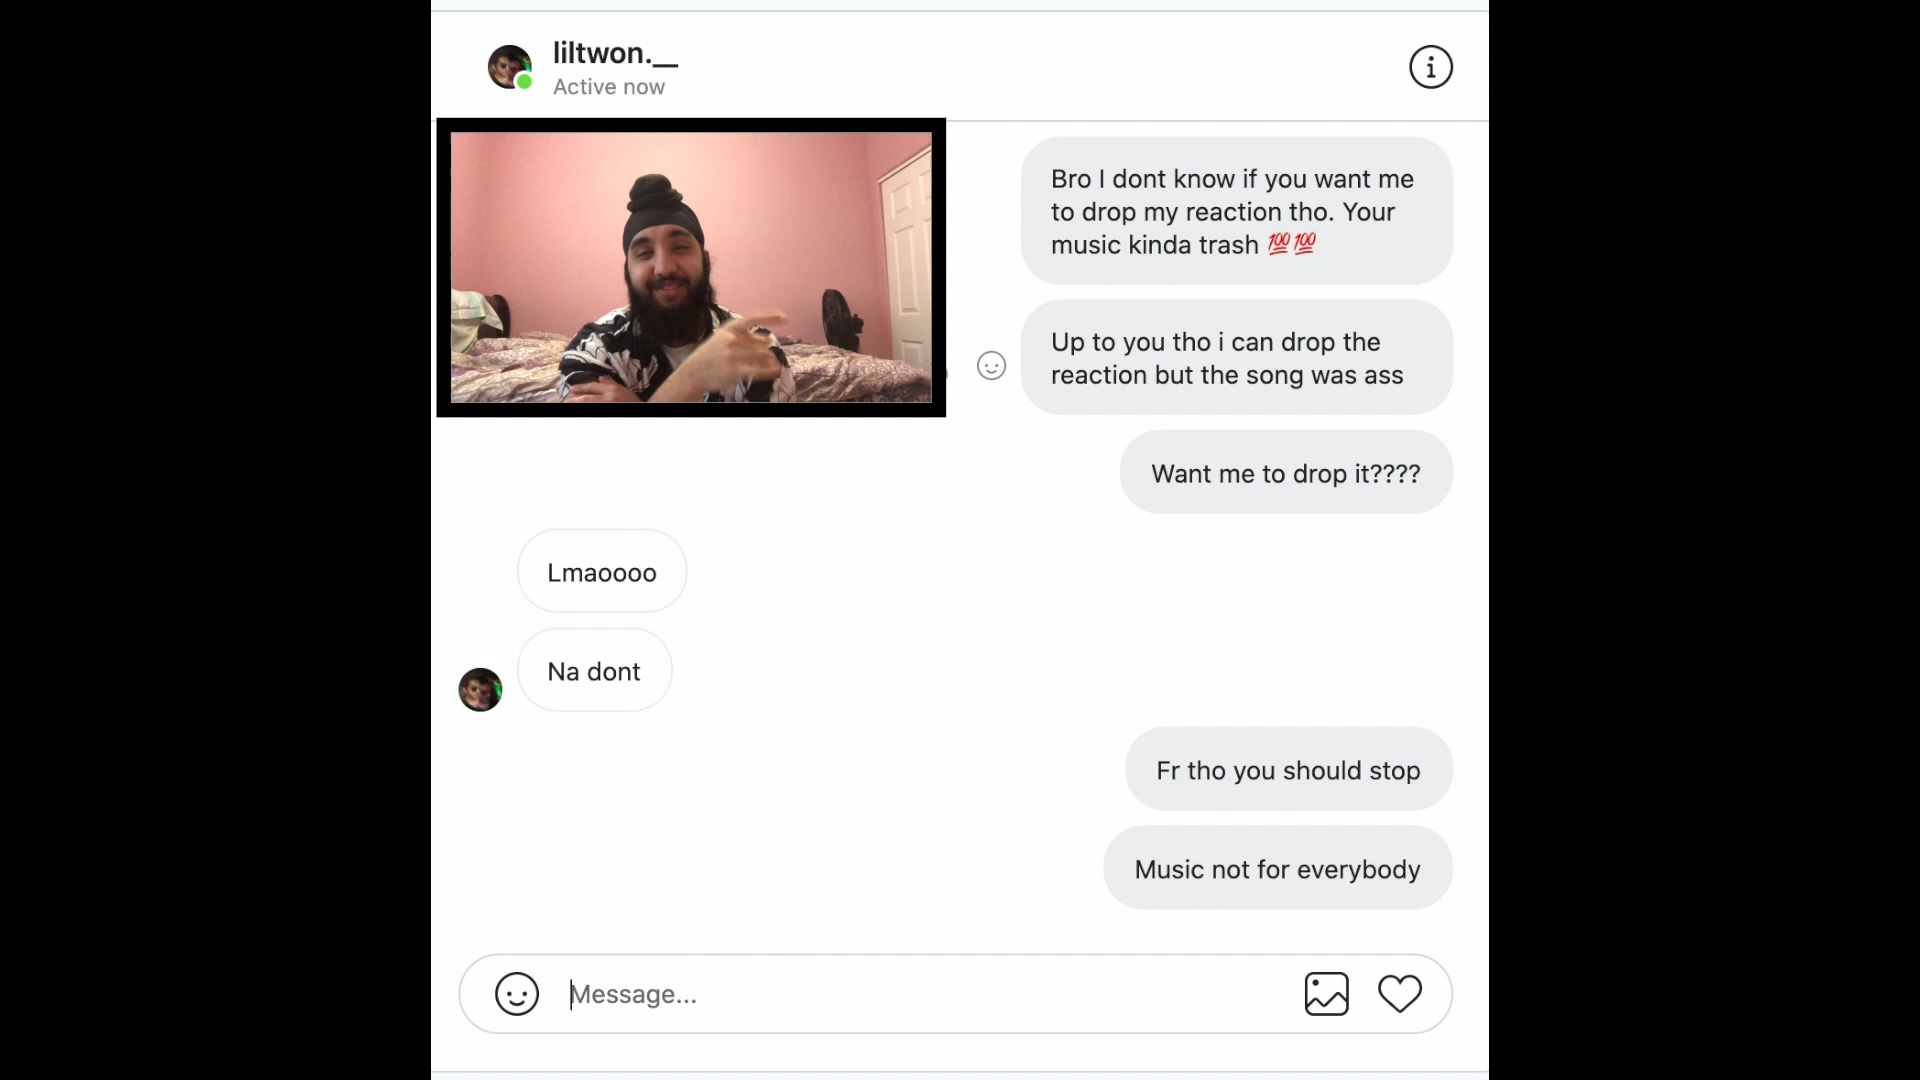 liltwon.__
Active now
Bro I dont know if you want me
to drop my reaction tho. Your
music kinda trash 💯💯
Up to you tho i can drop the
reaction but the song was ass
Want me to drop it????
Lmaoooo
Na dont
Fr tho you should stop
Music not for everybody
Message...